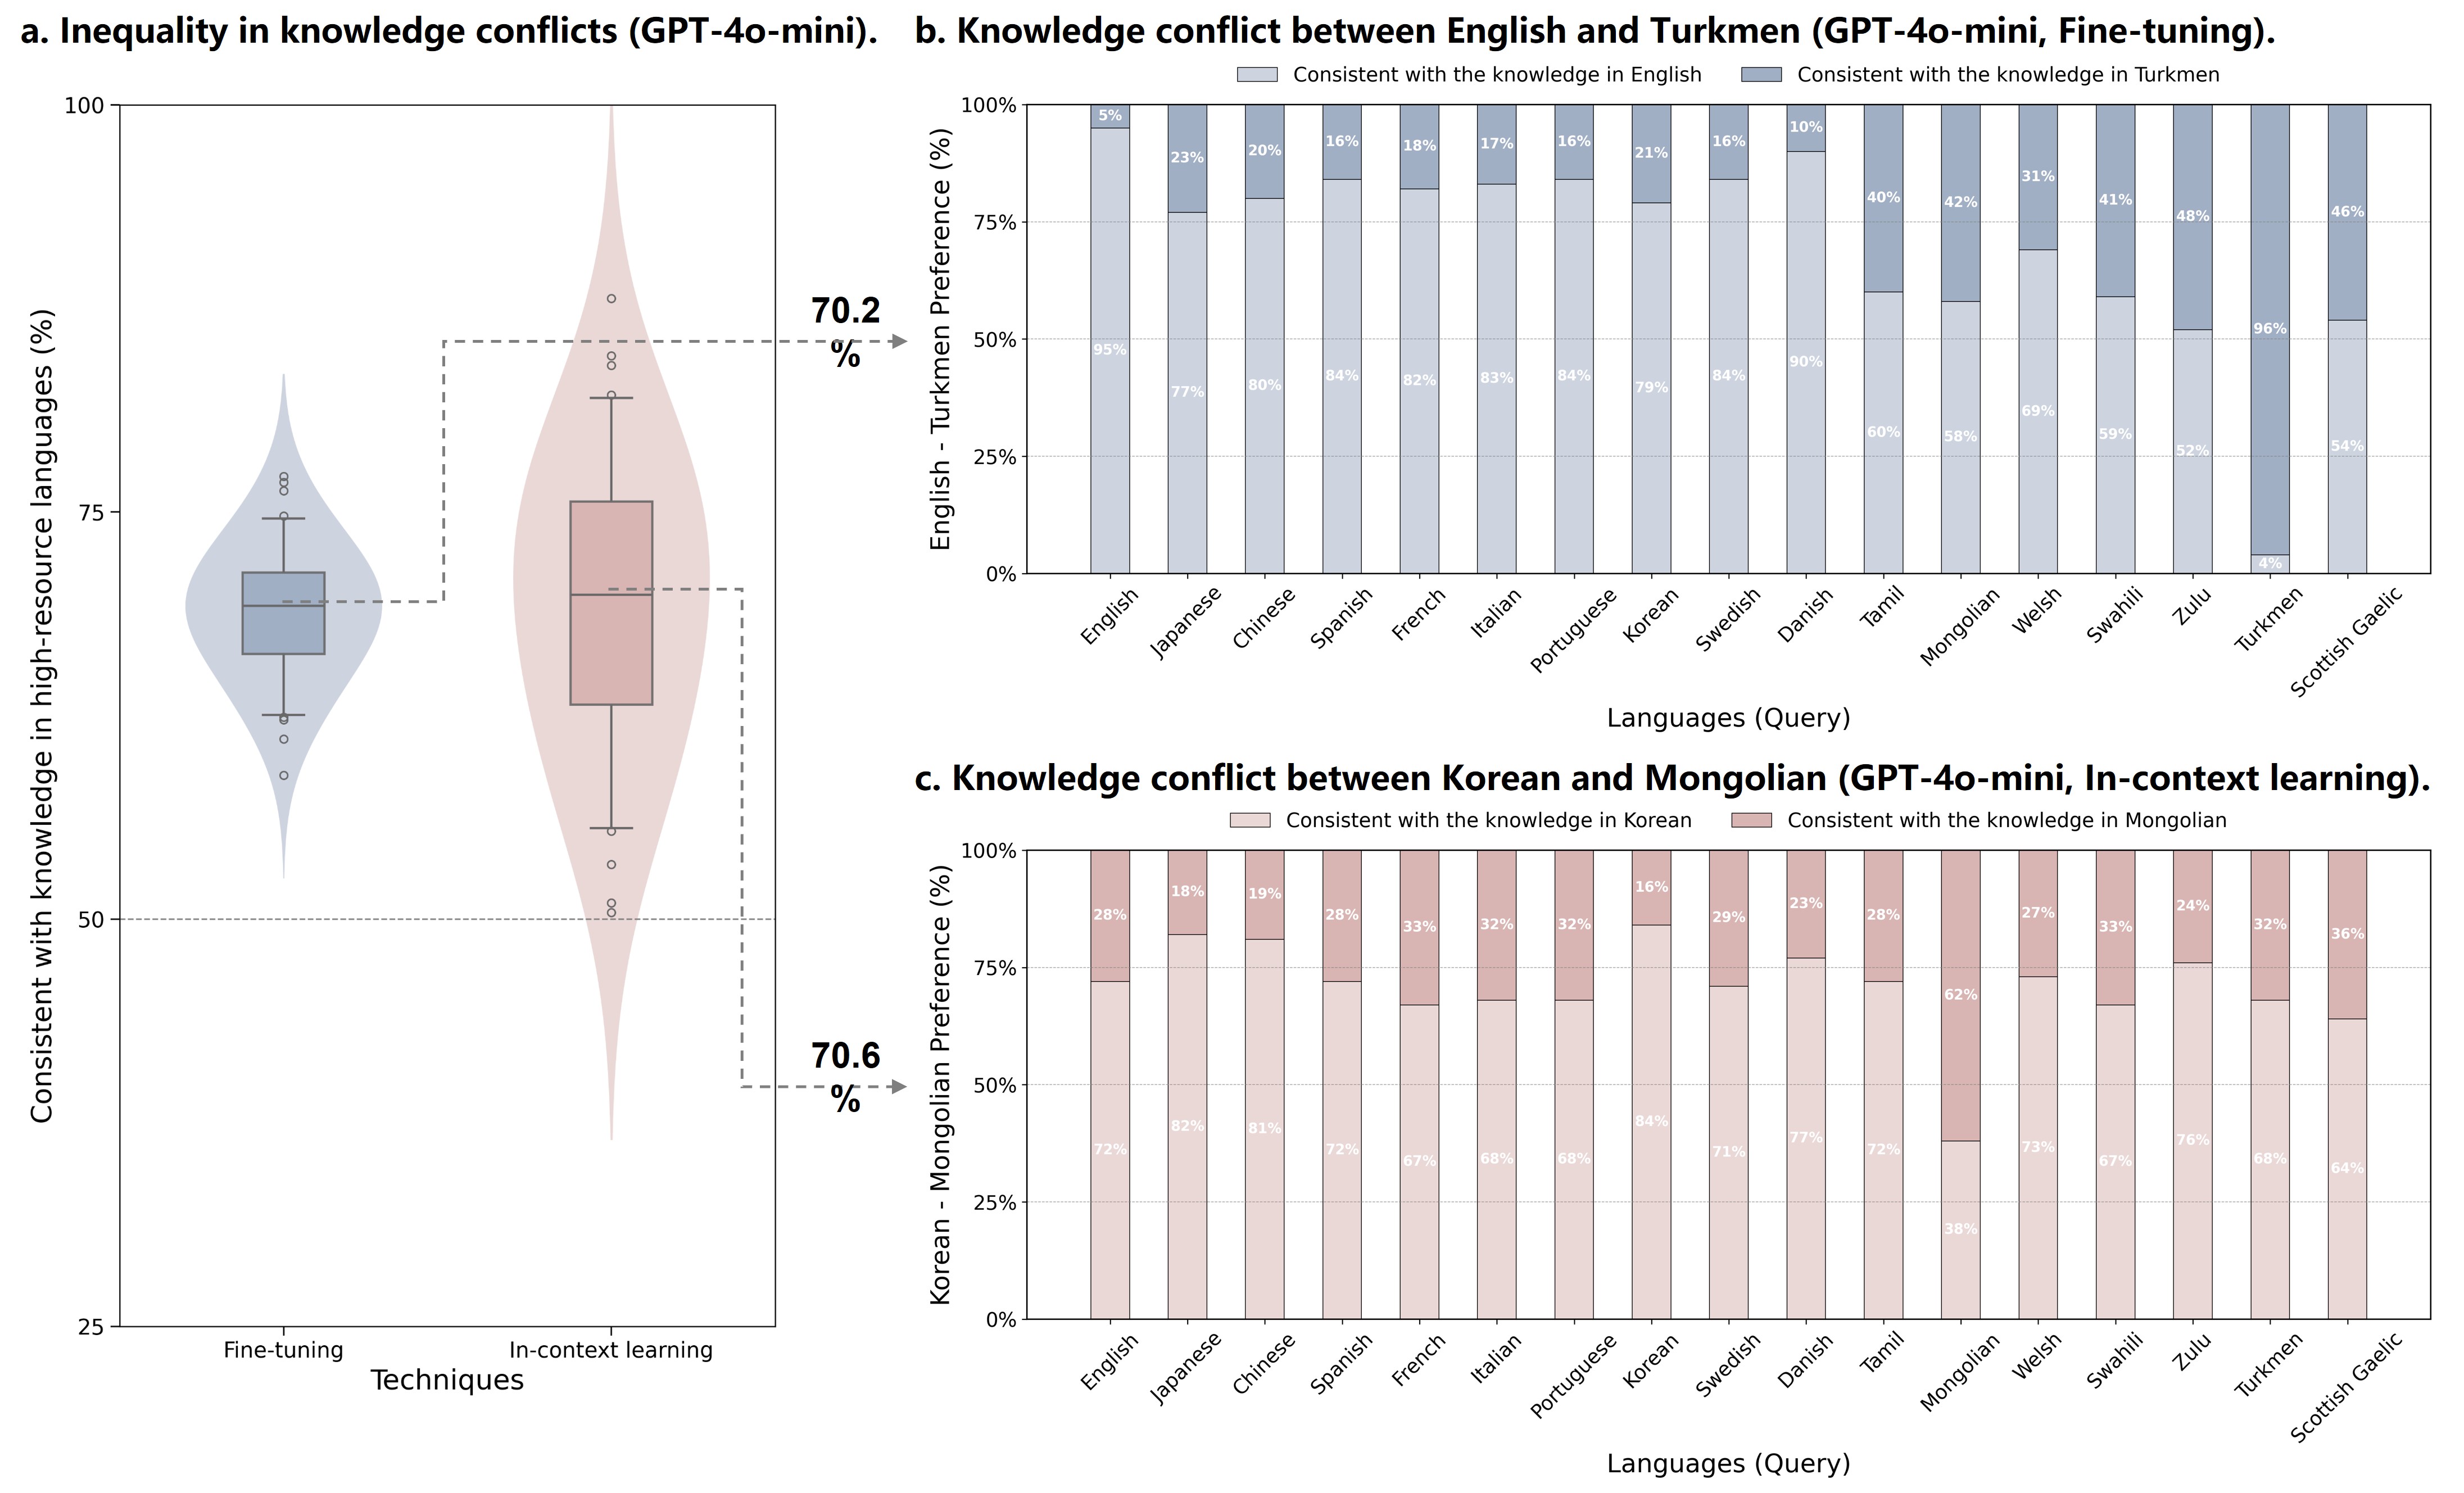 a. Inequality in knowledge conflicts (GPT-4o-mini).
Consistent with knowledge in high-resource languages (%)
100
75
50
25
Fine-tuning
In-context learning
Techniques
70.2
%
70.6
%
b. Knowledge conflict between English and Turkmen (GPT-4o-mini, Fine-tuning).
Consistent with the knowledge in English
Consistent with the knowledge in Turkmen
English - Turkmen Preference (%)
100%
75%
50%
25%
0%
5% 23% 20% 16% 18% 17% 16% 21% 16% 10% 40% 42% 31% 41% 48% 96% 46%
95% 77% 80% 84% 82% 83% 84% 79% 84% 90% 60% 58% 69% 59% 52% 4% 54%
English
Japanese
Chinese
Spanish
French
Italian
Portuguese
Korean
Swedish
Danish
Tamil
Mongolian
Welsh
Swahili
Zulu
Turkmen
Scottish Gaelic
Languages (Query)
c. Knowledge conflict between Korean and Mongolian (GPT-4o-mini, In-context learning).
Consistent with the knowledge in Korean
Consistent with the knowledge in Mongolian
Korean - Mongolian Preference (%)
100%
75%
50%
25%
0%
28% 18% 19% 28% 33% 32% 32% 16% 29% 23% 28% 62% 27% 33% 24% 32% 36%
72% 82% 81% 72% 67% 68% 68% 84% 71% 77% 72% 38% 73% 67% 76% 68% 64%
English
Japanese
Chinese
Spanish
French
Italian
Portuguese
Korean
Swedish
Danish
Tamil
Mongolian
Welsh
Swahili
Zulu
Turkmen
Scottish Gaelic
Languages (Query)